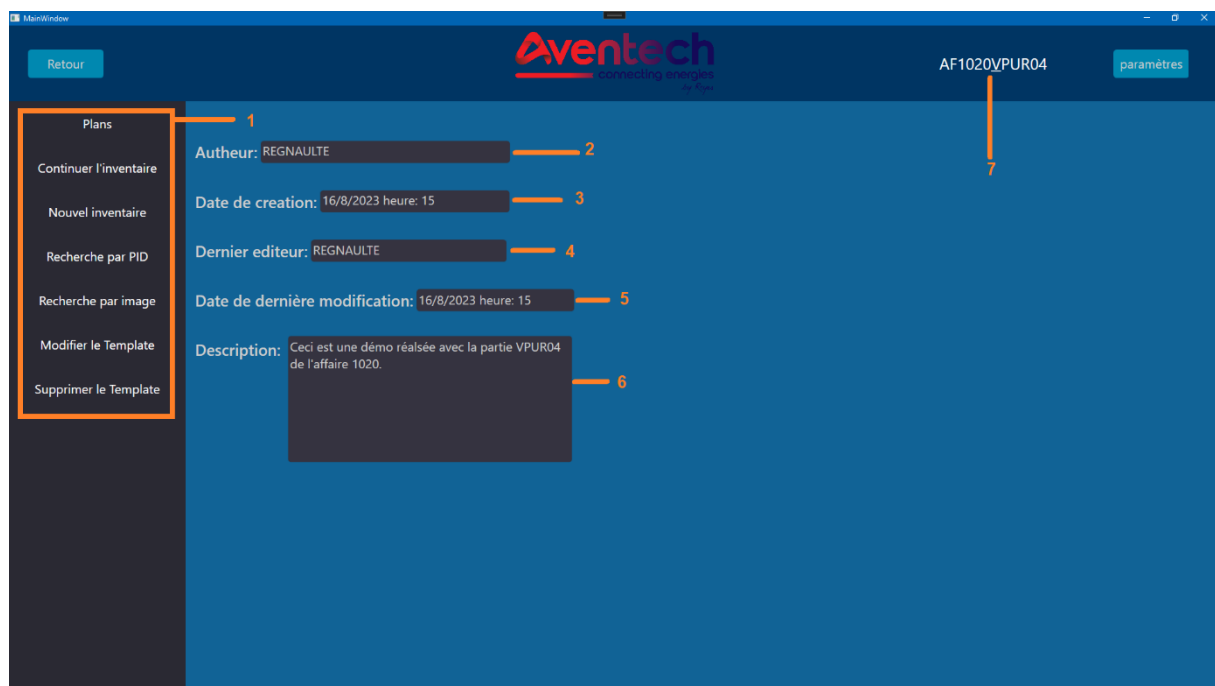 MainWindow
Retour
Aventech
connecting energies
by Royer
AF1020VPUR04
paramètres
Plans
1
Continuer l'inventaire
Nouvel inventaire
Recherche par PID
Recherche par image
Modifier le Template
Supprimer le Template
Autheur: REGNAULTE
2
Date de creation: 16/8/2023 heure: 15
3
Dernier editeur: REGNAULTE
4
Date de dernière modification: 16/8/2023 heure: 15
5
Description: Ceci est une démo réalsée avec la partie VPUR04
de l'affaire 1020.
6
7